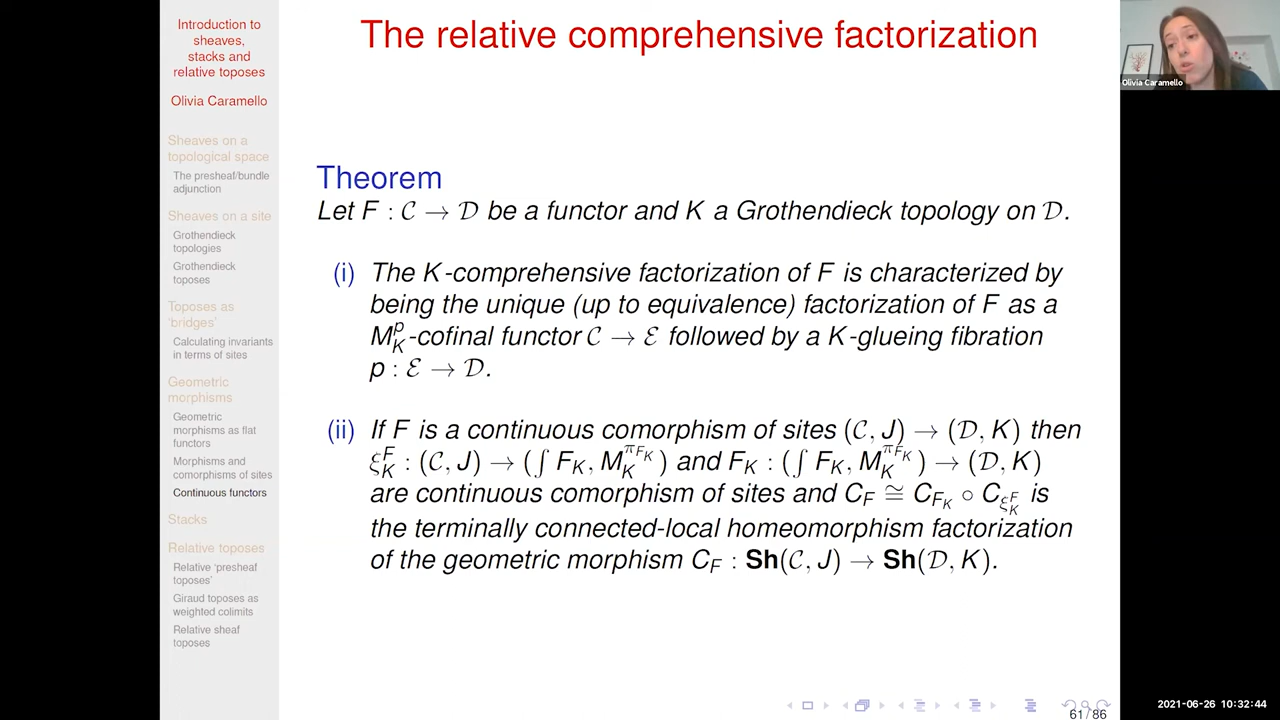 Introduction to
sheaves,
stacks and
relative toposes
Olivia Caramello
Sheaves on a
topological space
The presheaf/bundle
adjunction
Sheaves on a site
Grothendieck
topologies
Grothendieck
toposes
Toposes as
‘bridges’
Calculating invariants
in terms of sites
Geometric
morphisms
Geometric
morphisms as flat
functors
Morphisms and
comorphisms of sites
Continuous functors
Stacks
Relative toposes
Relative ‘presheaf
toposes’
Giraud toposes as
weighted colimits
Relative sheaf
toposes
The relative comprehensive factorization
Theorem
Let F : 𝒞 → 𝒟 be a functor and K a Grothendieck topology on 𝒟.
(i) The K-comprehensive factorization of F is characterized by
being the unique (up to equivalence) factorization of F as a
M_K^p-cofinal functor 𝒞 → ℰ followed by a K-glueing fibration
p : ℰ → 𝒟.
(ii) If F is a continuous comorphism of sites (𝒞, J) → (𝒟, K) then
ξ_K^F : (𝒞, J) → (∫ F_K, M_K^{π_{F_K}}) and F_K : (∫ F_K, M_K^{π_{F_K}}) → (𝒟, K)
are continuous comorphism of sites and C_F ≅ C_{F_K} ∘ C_{ξ_K^F} is
the terminally connected-local homeomorphism factorization
of the geometric morphism C_F : Sh(𝒞, J) → Sh(𝒟, K).
61 / 86
Olivia Caramello
2021-06-26 10:32:44